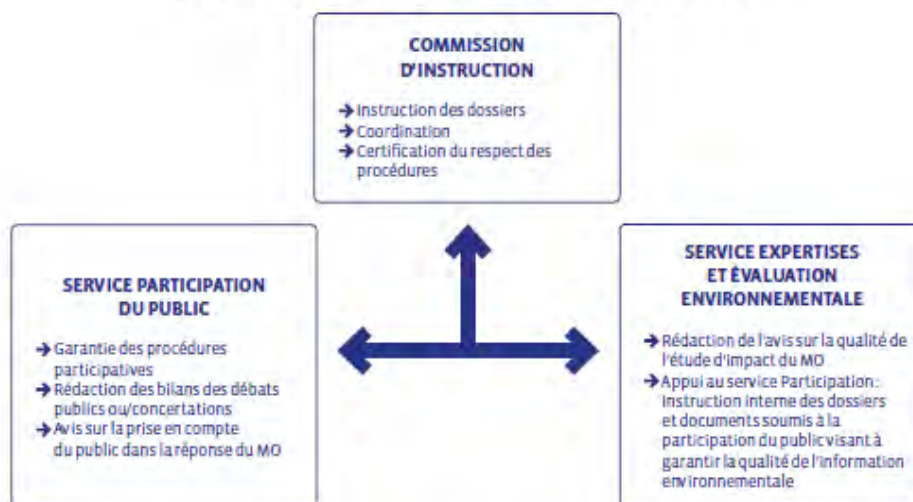 COMMISSION
D'INSTRUCTION
→ Instruction des dossiers
→ Coordination
→ Certification du respect des
procédures
SERVICE PARTICIPATION
DU PUBLIC
→ Garantie des procédures
participatives
→ Rédaction des bilans des débats
publics ou/concertations
→ Avis sur la prise en compte
du public dans la réponse du MO
SERVICE EXPERTISES
ET ÉVALUATION
ENVIRONNEMENTALE
→ Rédaction de l'avis sur la qualité de
l'étude d'impact du MO
→ Appui au service Participation :
Instruction interne des dossiers
et documents soumis à la
participation du public visant à
garantir la qualité de l'information
environnementale